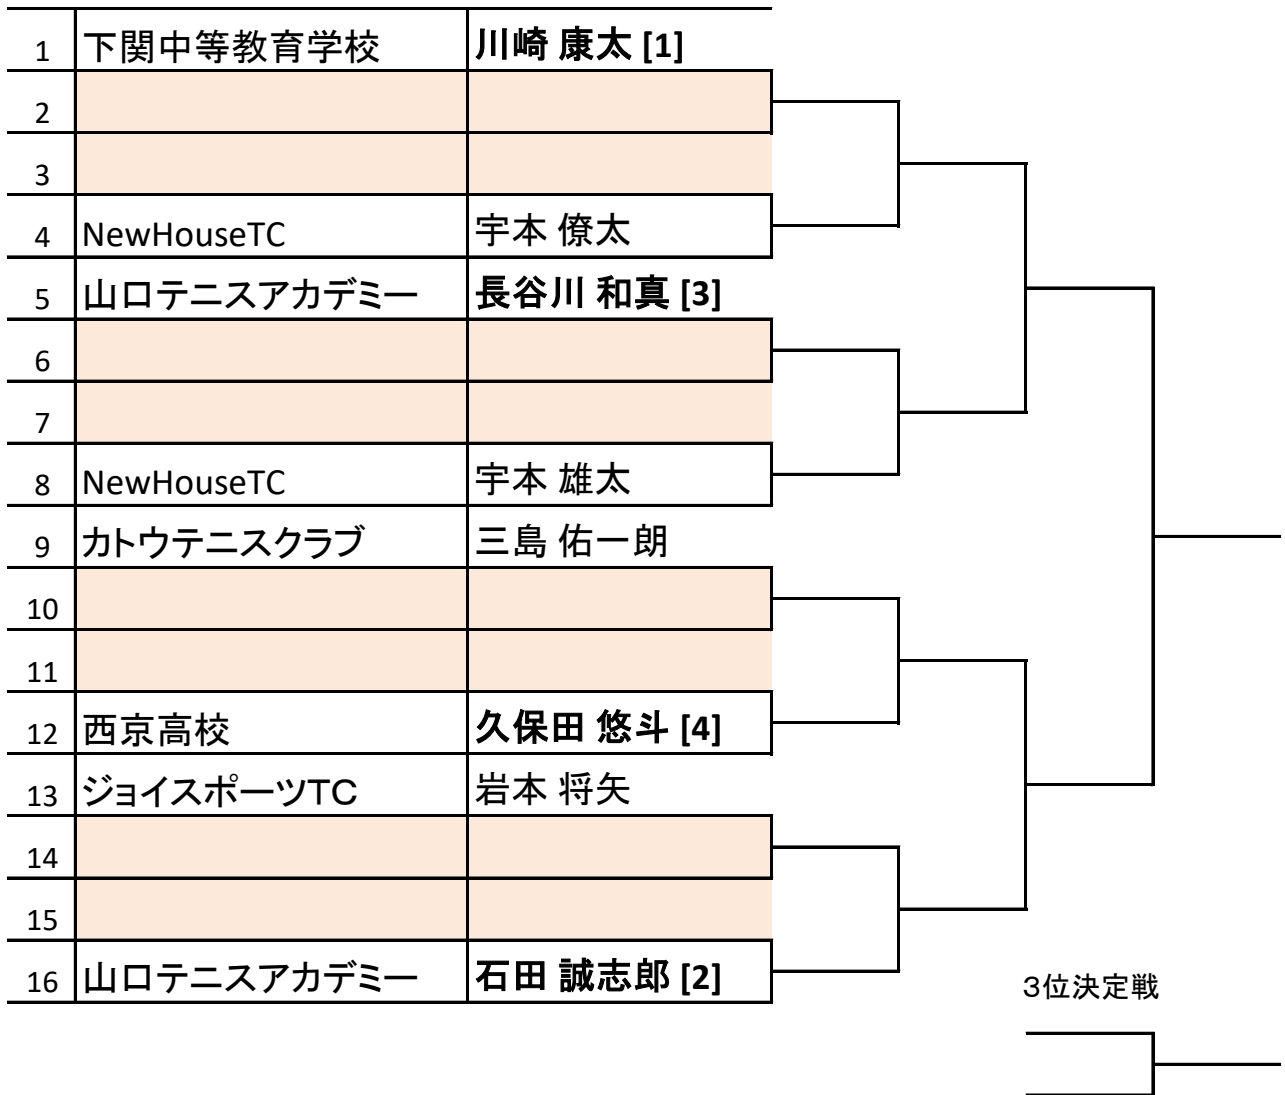 1 下関中等教育学校 川崎 康太 [1]
2
3
4 NewHouseTC 宇本 僚太
5 山口テニスアカデミー 長谷川 和真 [3]
6
7
8 NewHouseTC 宇本 雄太
9 カトウテニスクラブ 三島 佑一朗
10
11
12 西京高校 久保田 悠斗 [4]
13 ジョイスポーツTC 岩本 将矢
14
15
16 山口テニスアカデミー 石田 誠志郎 [2]
3位決定戦